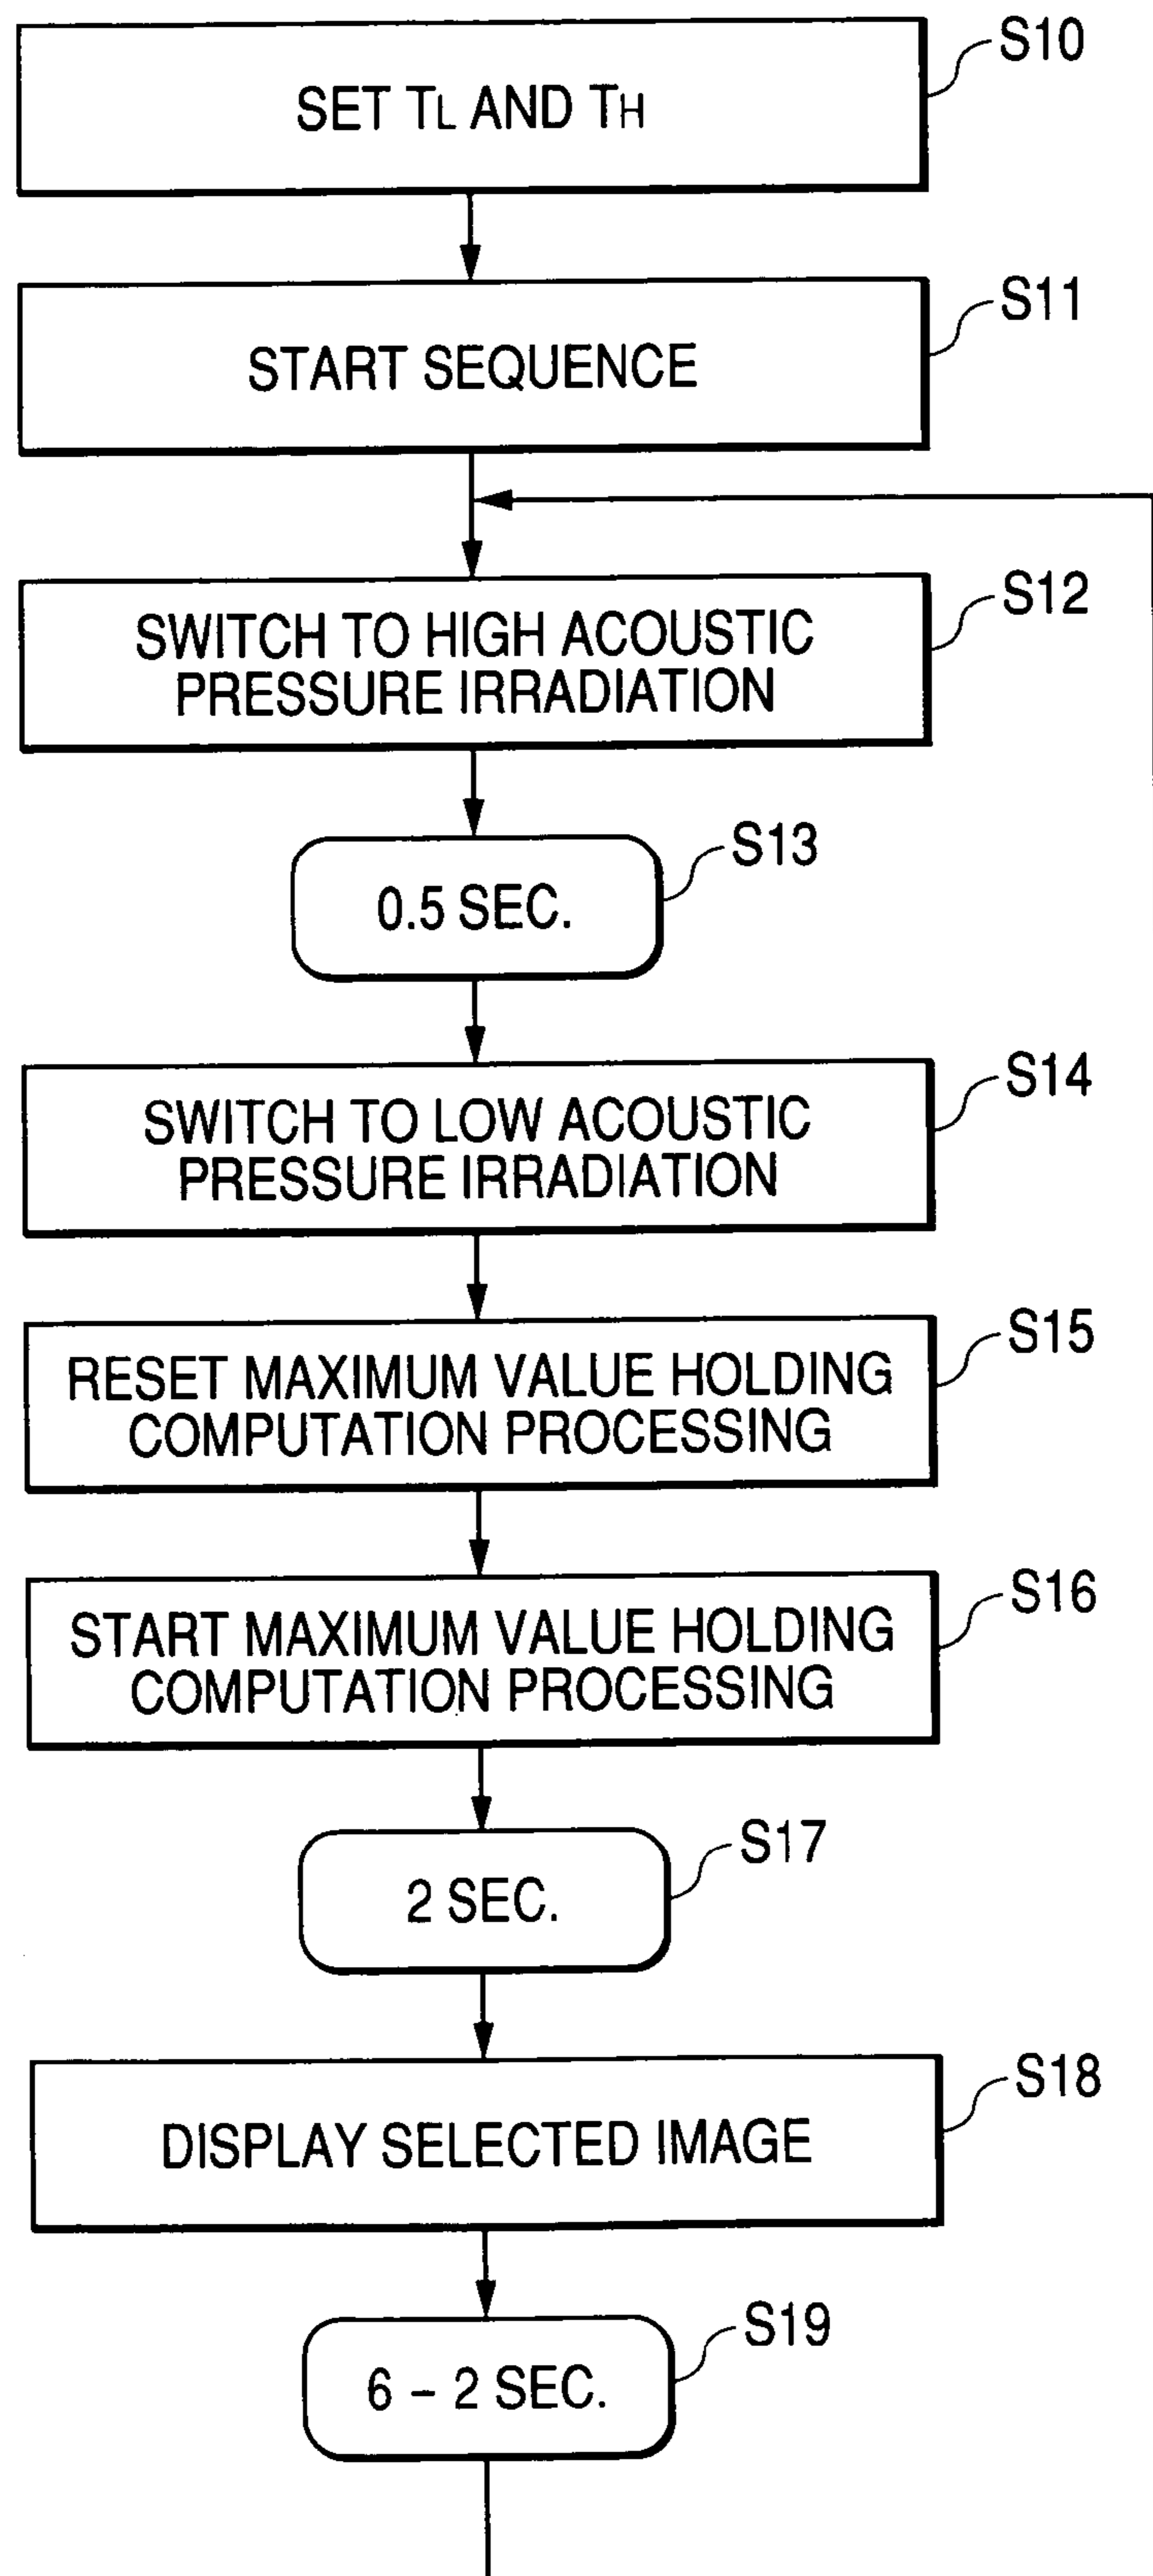 S10
SET TL AND TH
S11
START SEQUENCE
S12
SWITCH TO HIGH ACOUSTIC
PRESSURE IRRADIATION
S13
0.5 SEC.
S14
SWITCH TO LOW ACOUSTIC
PRESSURE IRRADIATION
S15
RESET MAXIMUM VALUE HOLDING
COMPUTATION PROCESSING
S16
START MAXIMUM VALUE HOLDING
COMPUTATION PROCESSING
S17
2 SEC.
S18
DISPLAY SELECTED IMAGE
S19
6 – 2 SEC.